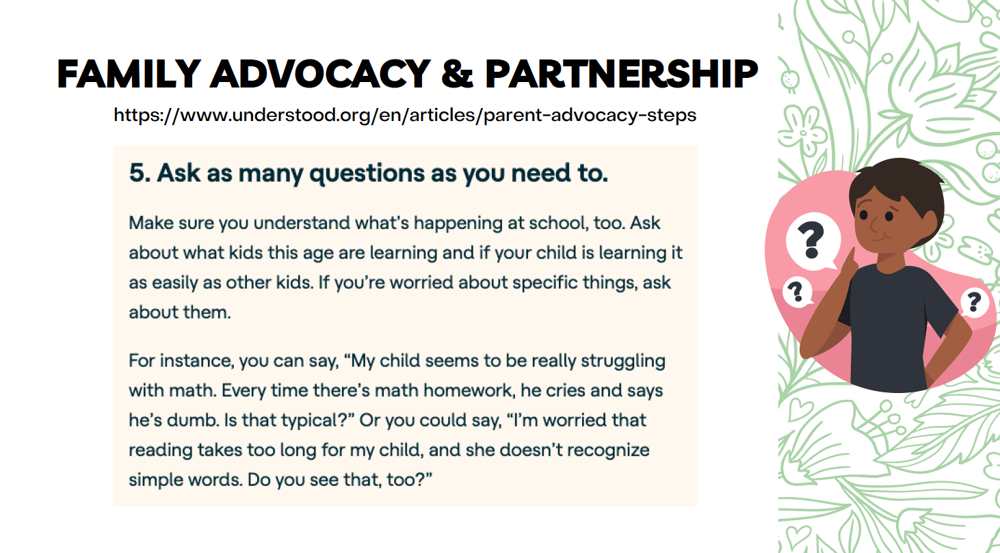 FAMILY ADVOCACY & PARTNERSHIP
https://www.understood.org/en/articles/parent-advocacy-steps
5. Ask as many questions as you need to.
Make sure you understand what’s happening at school, too. Ask
about what kids this age are learning and if your child is learning it
as easily as other kids. If you’re worried about specific things, ask
about them.
For instance, you can say, “My child seems to be really struggling
with math. Every time there’s math homework, he cries and says
he’s dumb. Is that typical?” Or you could say, “I’m worried that
reading takes too long for my child, and she doesn’t recognize
simple words. Do you see that, too?”
?
?
?